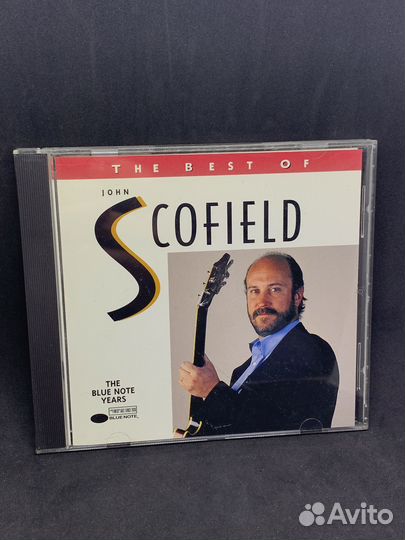 THE BEST OF
JOHN
SCOFIELD
THE
BLUE NOTE
YEARS
BLUE NOTE
Avito